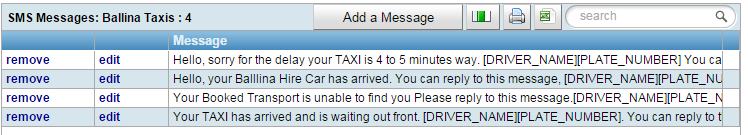 SMS Messages: Ballina Taxis : 4 Add a Message search
Message
remove edit Hello, sorry for the delay your TAXI is 4 to 5 minutes way. [DRIVER_NAME][PLATE_NUMBER] You ca
remove edit Hello, your Balllina Hire Car has arrived. You can reply to this message, [DRIVER_NAME][PLATE_NU
remove edit Your Booked Transport is unable to find you Please reply to this message.[DRIVER_NAME][PLATE_N
remove edit Your TAXI has arrived and is waiting out front. [DRIVER_NAME][PLATE_NUMBER]. You can reply to t